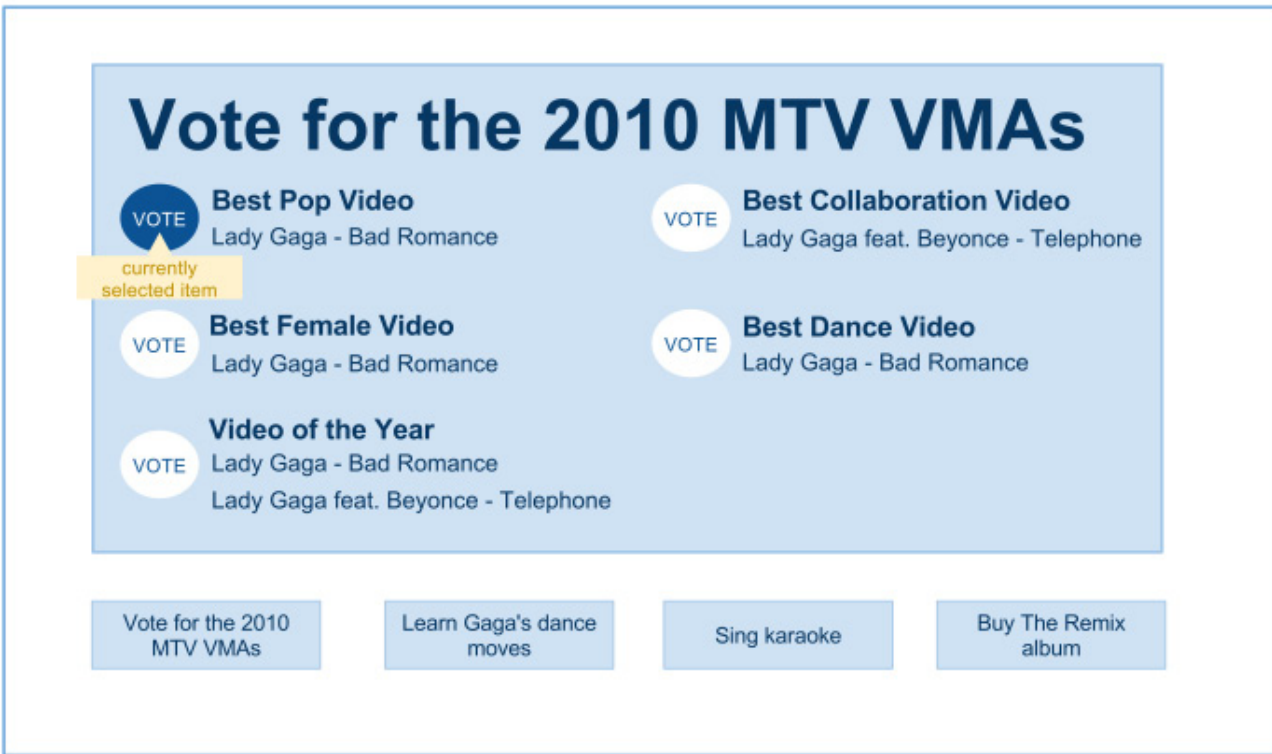 Vote for the 2010 MTV VMAs
VOTE
Best Pop Video
Lady Gaga - Bad Romance
currently
selected item
VOTE
Best Collaboration Video
Lady Gaga feat. Beyonce - Telephone
VOTE
Best Female Video
Lady Gaga - Bad Romance
VOTE
Best Dance Video
Lady Gaga - Bad Romance
VOTE
Video of the Year
Lady Gaga - Bad Romance
Lady Gaga feat. Beyonce - Telephone
Vote for the 2010
MTV VMAs
Learn Gaga's dance
moves
Sing karaoke
Buy The Remix
album